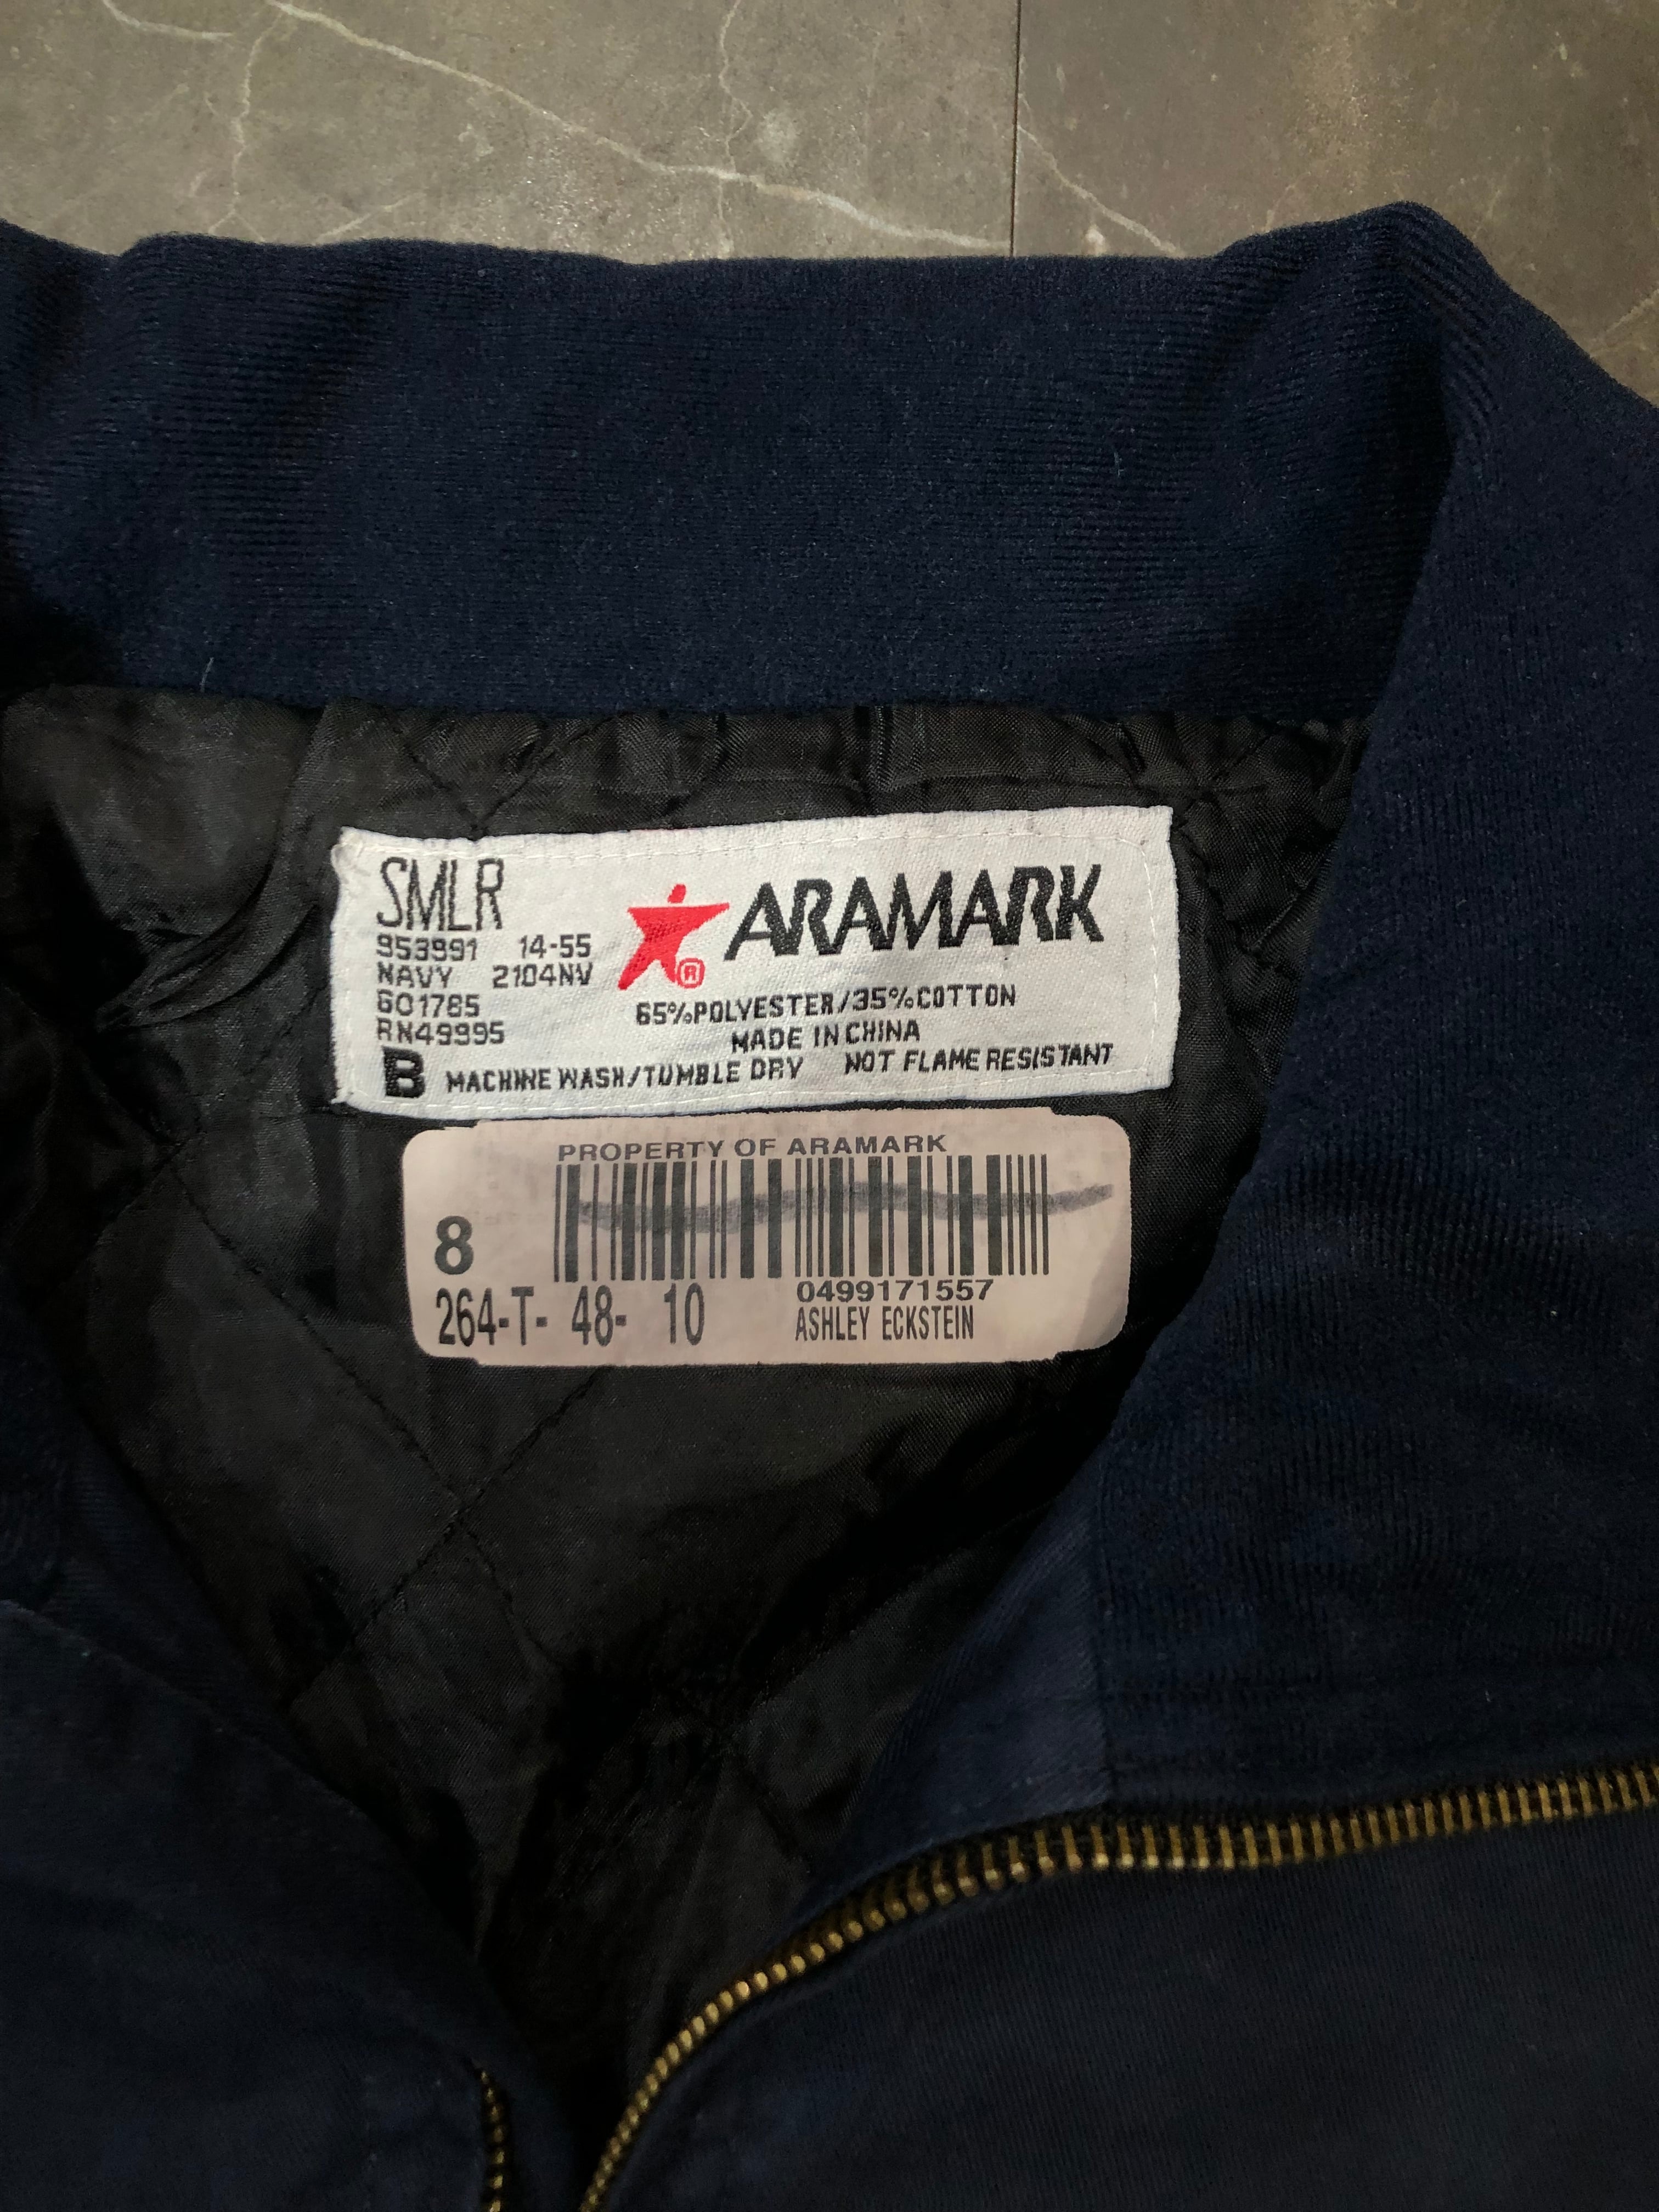 SMLR
ARAMARK
953991 14-55
NAVY 2104NV
®
601785
65%POLYESTER/35%COTTON
RN49995
MADE IN CHINA
B MACHINE WASH/TUMBLE DRY NOT FLAME RESISTANT
PROPERTY OF ARAMARK
8
0499171557
264-T- 48- 10 ASHLEY ECKSTEIN